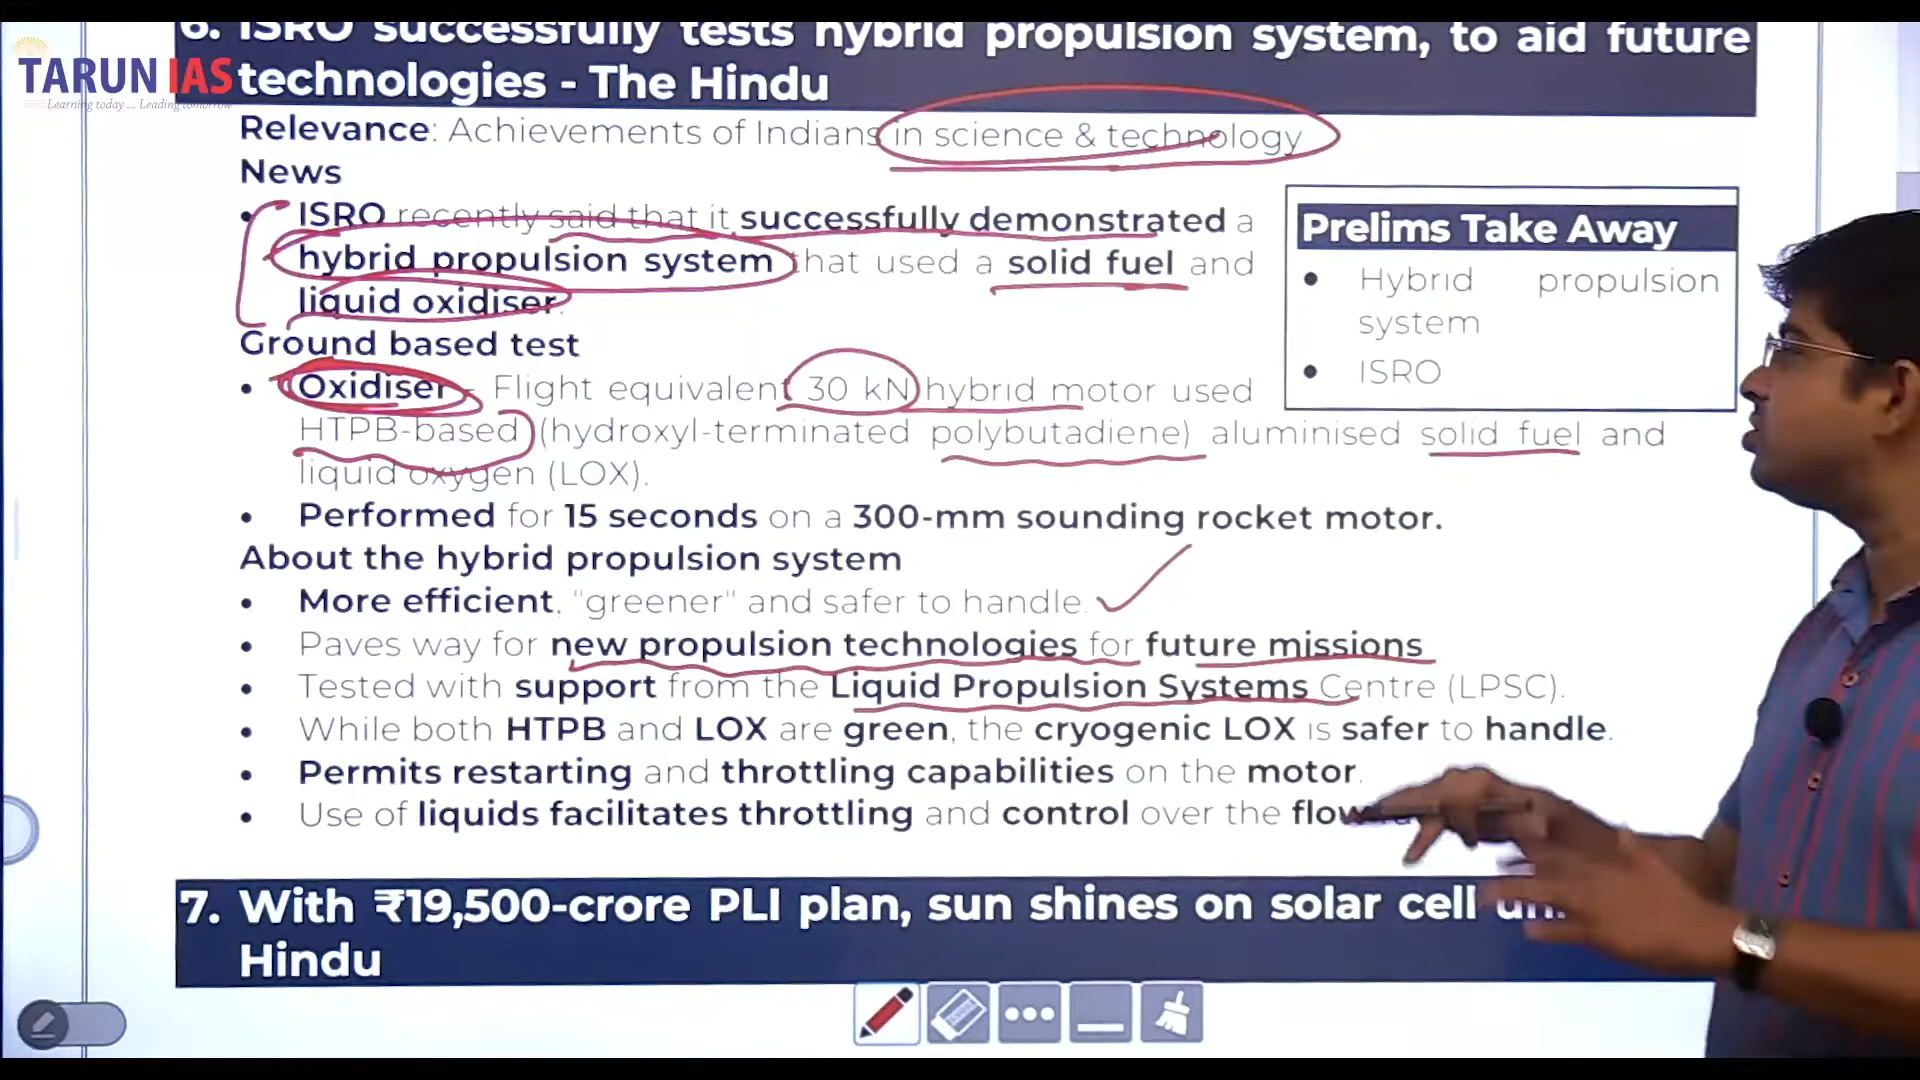 TARUN IAS
Learning today ... Leading tomorrow
6. ISRO successfully tests hybrid propulsion system, to aid future
technologies - The Hindu
Relevance: Achievements of Indians in science & technology
News
• ISRO recently said that it successfully demonstrated a
hybrid propulsion system that used a solid fuel and
liquid oxidiser.
Prelims Take Away
• Hybrid propulsion
system
• ISRO
Ground based test
• Oxidiser - Flight equivalent 30 kN hybrid motor used
HTPB-based (hydroxyl-terminated polybutadiene) aluminised solid fuel and
liquid oxygen (LOX).
• Performed for 15 seconds on a 300-mm sounding rocket motor.
About the hybrid propulsion system
• More efficient, "greener" and safer to handle.
• Paves way for new propulsion technologies for future missions
• Tested with support from the Liquid Propulsion Systems Centre (LPSC).
• While both HTPB and LOX are green, the cryogenic LOX is safer to handle.
• Permits restarting and throttling capabilities on the motor.
• Use of liquids facilitates throttling and control over the
7. With ₹19,500-crore PLI plan, sun shines on solar cell
Hindu